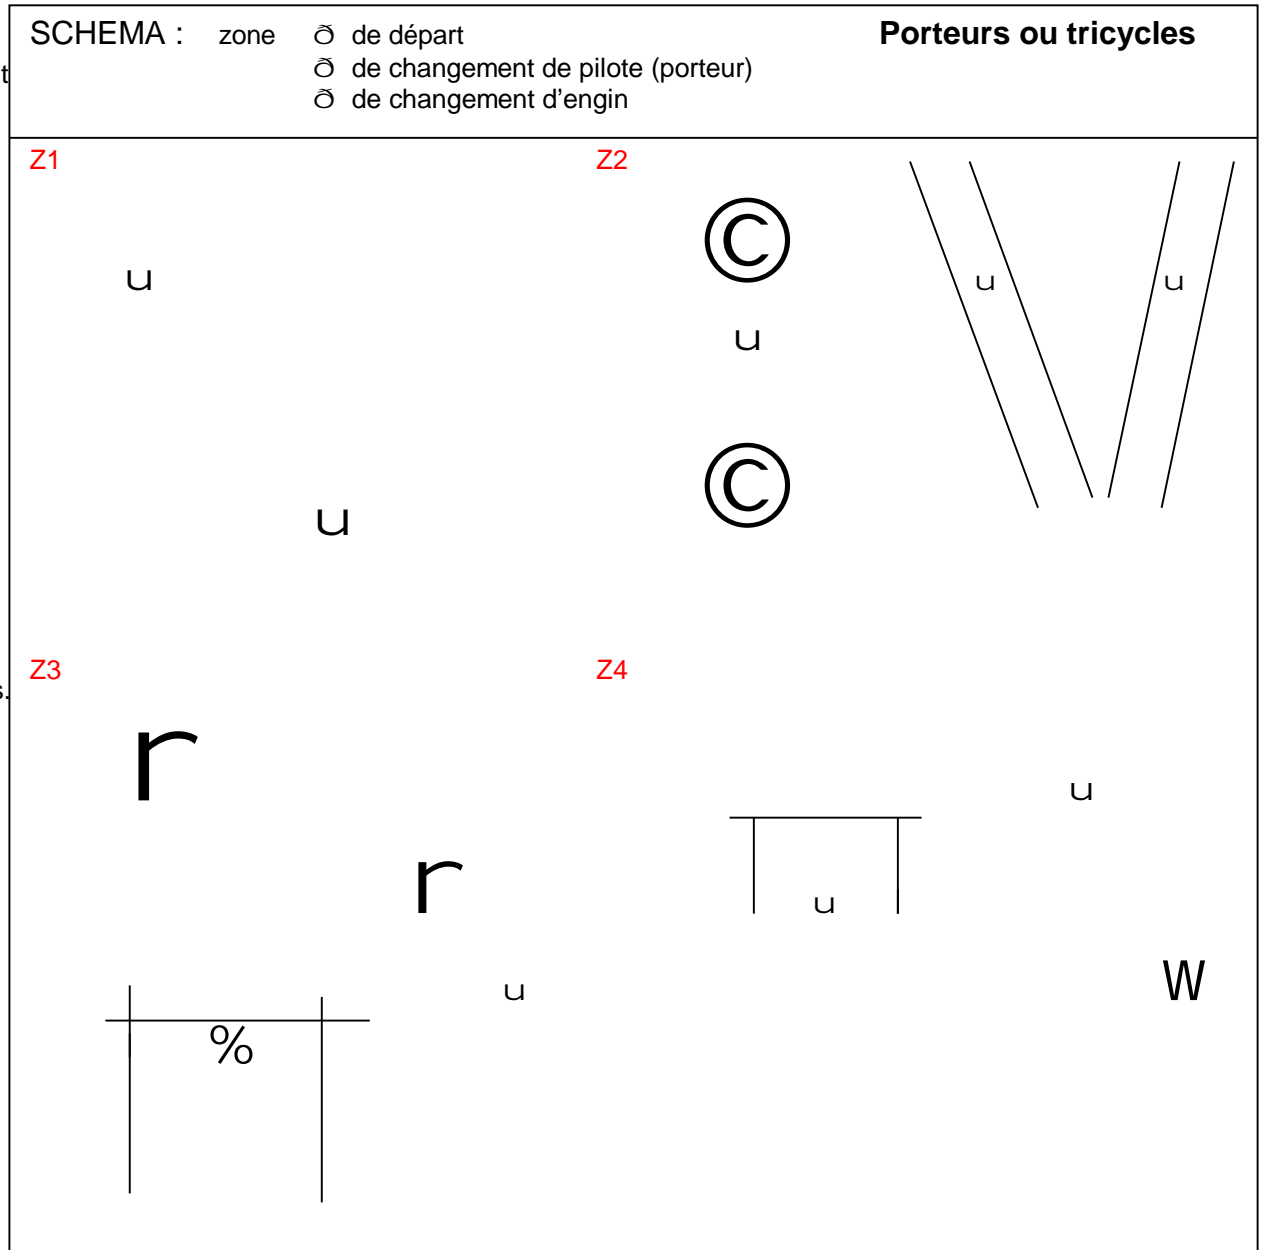 SCHEMA : zone ð de départ Porteurs ou tricycles
t
ð de changement de pilote (porteur)
ð de changement d'engin
Z1 Z2
©
u u u
u
©
u
Z3 Z4
s.
r
u
r
u
W
u
%